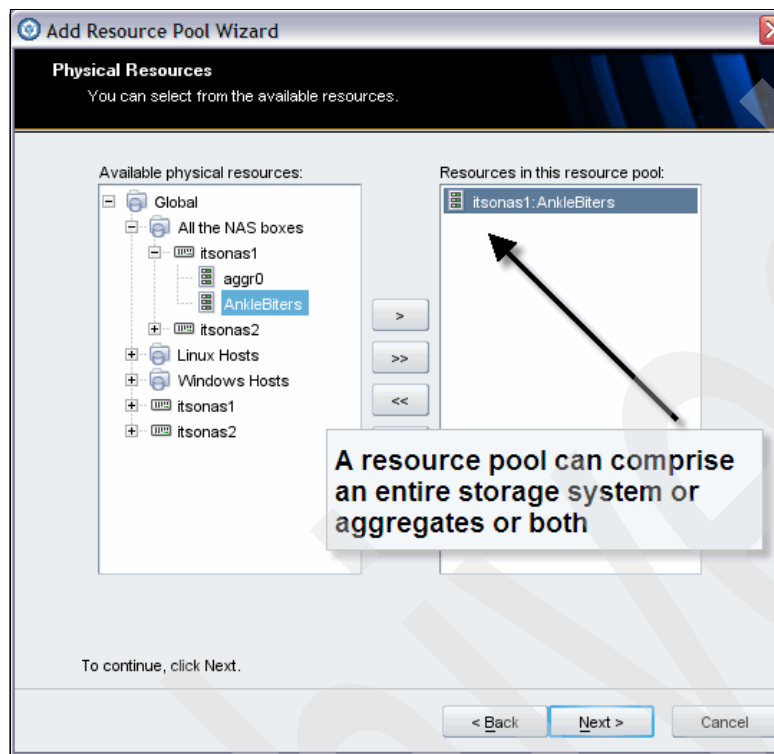 Add Resource Pool Wizard
Physical Resources
You can select from the available resources.
Available physical resources:
Global
All the NAS boxes
itsonas1
aggr0
AnkleBiters
itsonas2
Linux Hosts
Windows Hosts
itsonas1
itsonas2
>
>>
<<
Resources in this resource pool:
itsonas1:AnkleBiters
A resource pool can comprise
an entire storage system or
aggregates or both
To continue, click Next.
< Back
Next >
Cancel